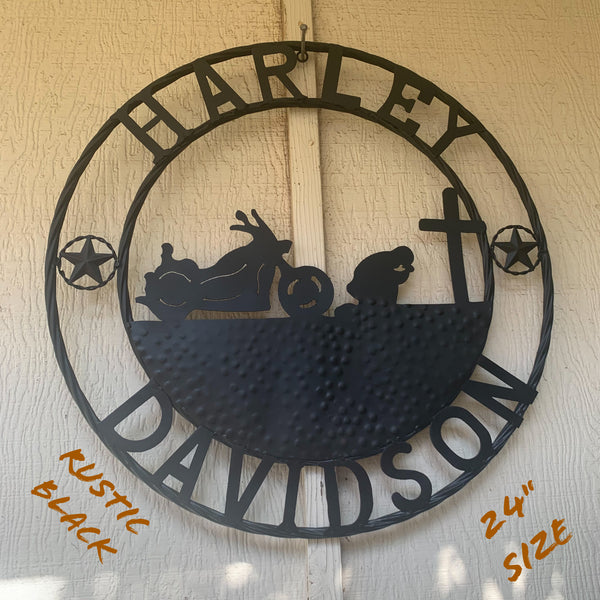 HARLEY
DAVIDSON
RUSTIC
BLACK
24"
SIZE